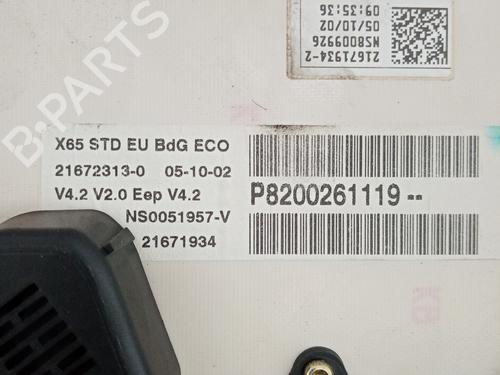 09:35:36
05/10/02
NS8009926
21671934-2
B-PARTS
X65 STD EU BdG ECO
21672313-0 05-10-02
V4.2 V2.0 Eep V4.2
NS0051957-V
21671934
P8200261119--